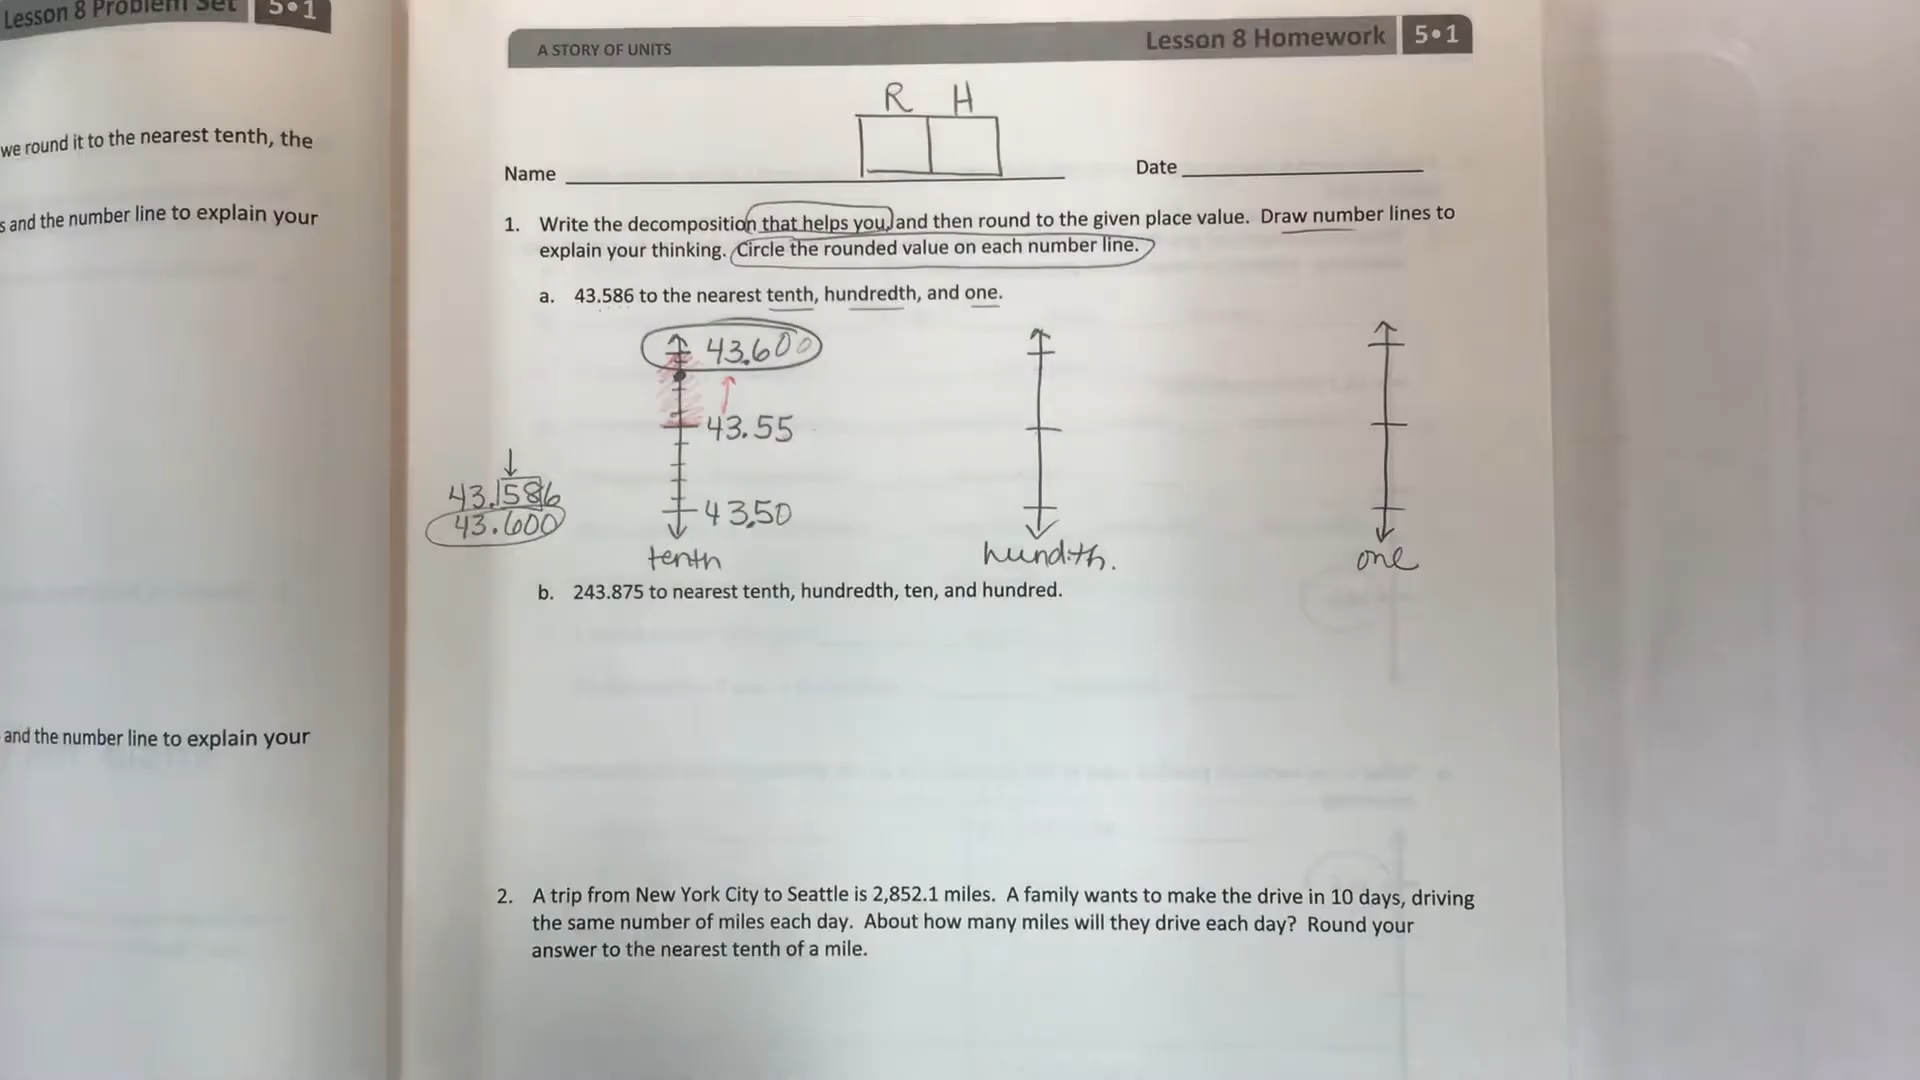 Lesson 8 Problem Set 5•1
we round it to the nearest tenth, the
s and the number line to explain your
and the number line to explain your
A STORY OF UNITS Lesson 8 Homework 5•1
R H
Name Date
1. Write the decomposition that helps you, and then round to the given place value. Draw number lines to
explain your thinking. Circle the rounded value on each number line.
a. 43.586 to the nearest tenth, hundredth, and one.
43.600
43.55
43.586
43.600
43.50
tenth hundth. one
b. 243.875 to nearest tenth, hundredth, ten, and hundred.
2. A trip from New York City to Seattle is 2,852.1 miles. A family wants to make the drive in 10 days, driving
the same number of miles each day. About how many miles will they drive each day? Round your
answer to the nearest tenth of a mile.